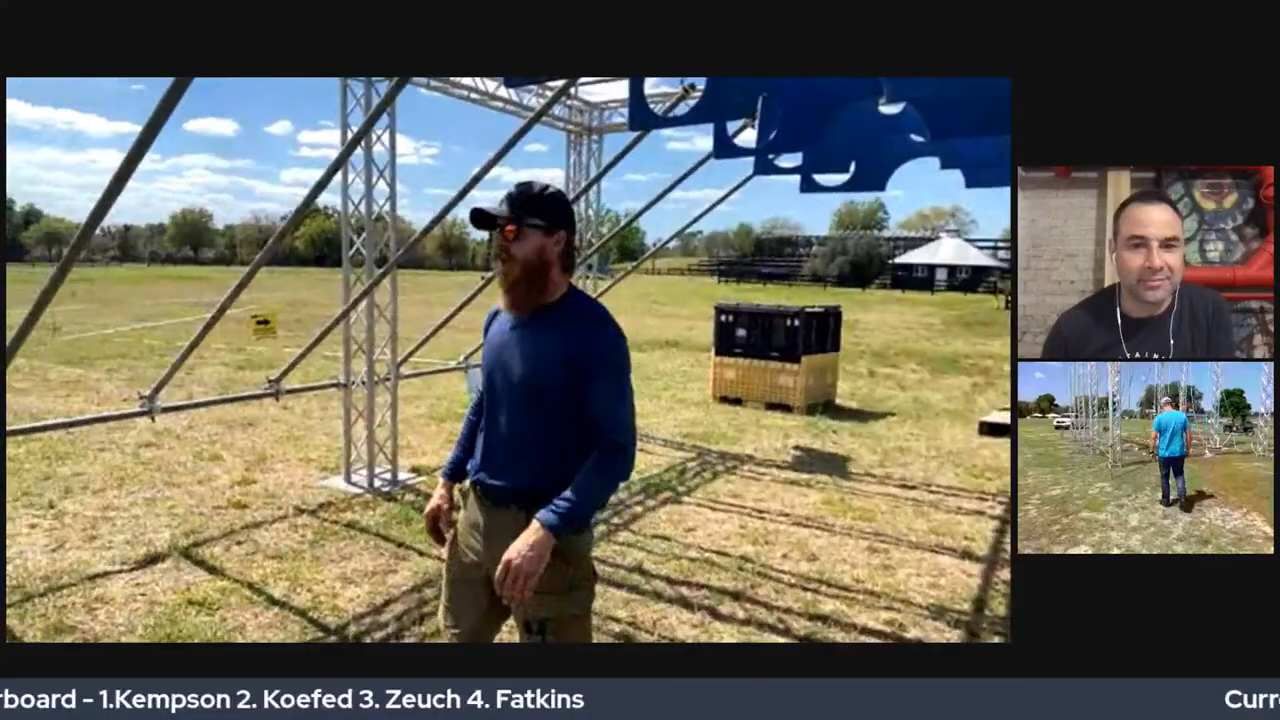 rboard - 1.Kempson 2. Koefed 3. Zeuch 4. Fatkins
Curr